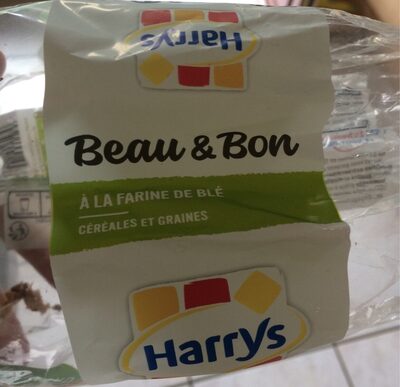 Harrys
Beau & Bon
À LA FARINE DE BLÉ
CÉRÉALES ET GRAINES
Harrys